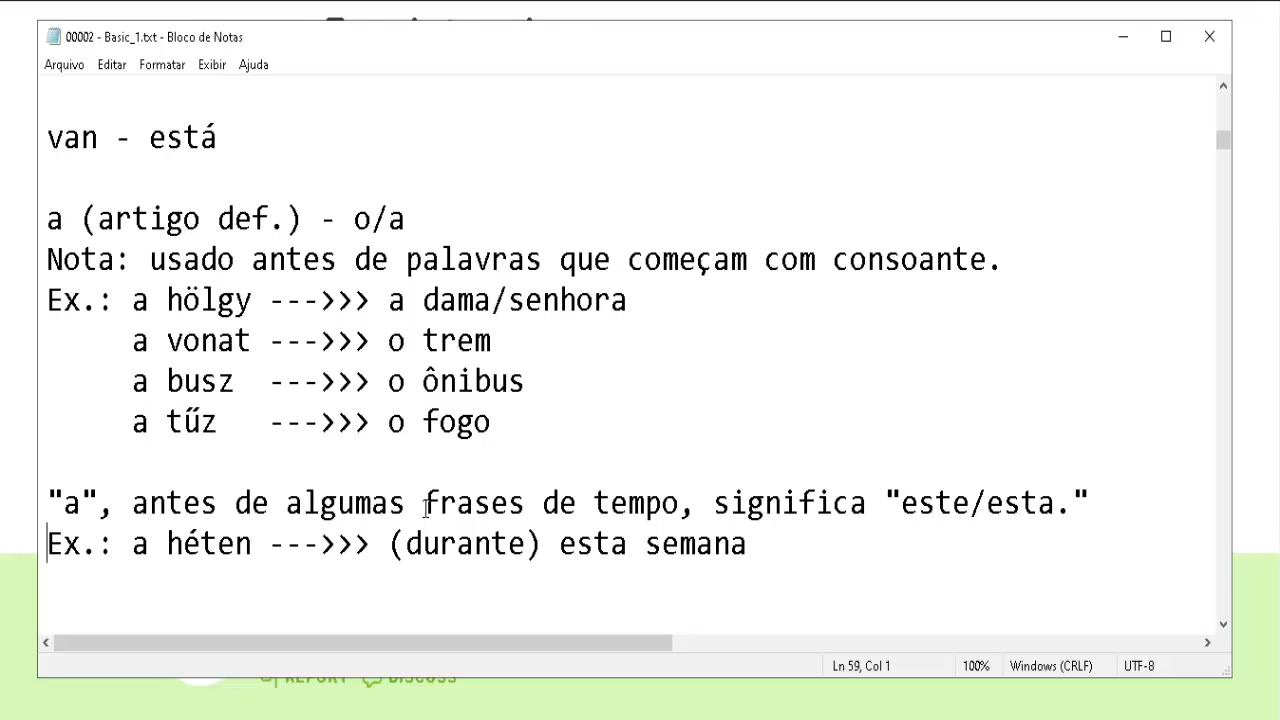 00002 - Basic_1.txt - Bloco de Notas
Arquivo Editar Formatar Exibir Ajuda
van - está
a (artigo def.) - o/a
Nota: usado antes de palavras que começam com consoante.
Ex.: a hölgy --->>> a dama/senhora
a vonat --->>> o trem
a busz --->>> o ônibus
a tűz --->>> o fogo
"a", antes de algumas frases de tempo, significa "este/esta."
Ex.: a héten --->>> (durante) esta semana
Ln 59, Col 1 100% Windows (CRLF) UTF-8
REPORT DISCUSS